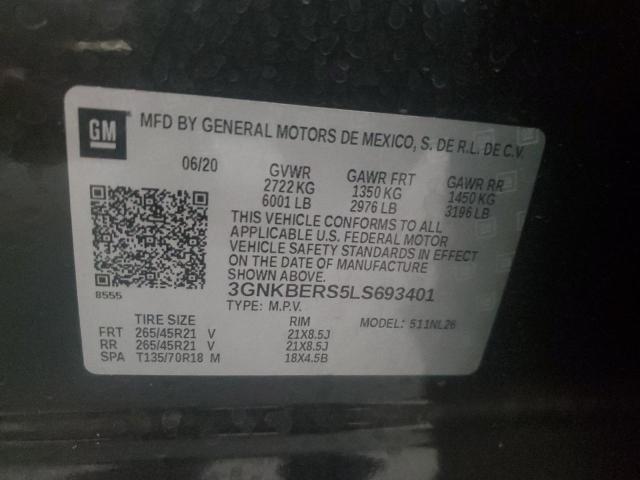 GM
MFD BY GENERAL MOTORS DE MEXICO, S. DE R.L. DE C.V.
06/20 GVWR GAWR FRT GAWR RR
2722 KG 1350 KG 1450 KG
6001 LB 2976 LB 3196 LB
THIS VEHICLE CONFORMS TO ALL
APPLICABLE U.S. FEDERAL MOTOR
VEHICLE SAFETY STANDARDS IN EFFECT
ON THE DATE OF MANUFACTURE
SHOWN ABOVE.
8555 3GNKBERS5LS693401
TYPE: M.P.V.
TIRE SIZE RIM MODEL: 511NL26
FRT 265/45R21 V 21X8.5J
RR 265/45R21 V 21X8.5J
SPA T135/70R18 M 18X4.5B